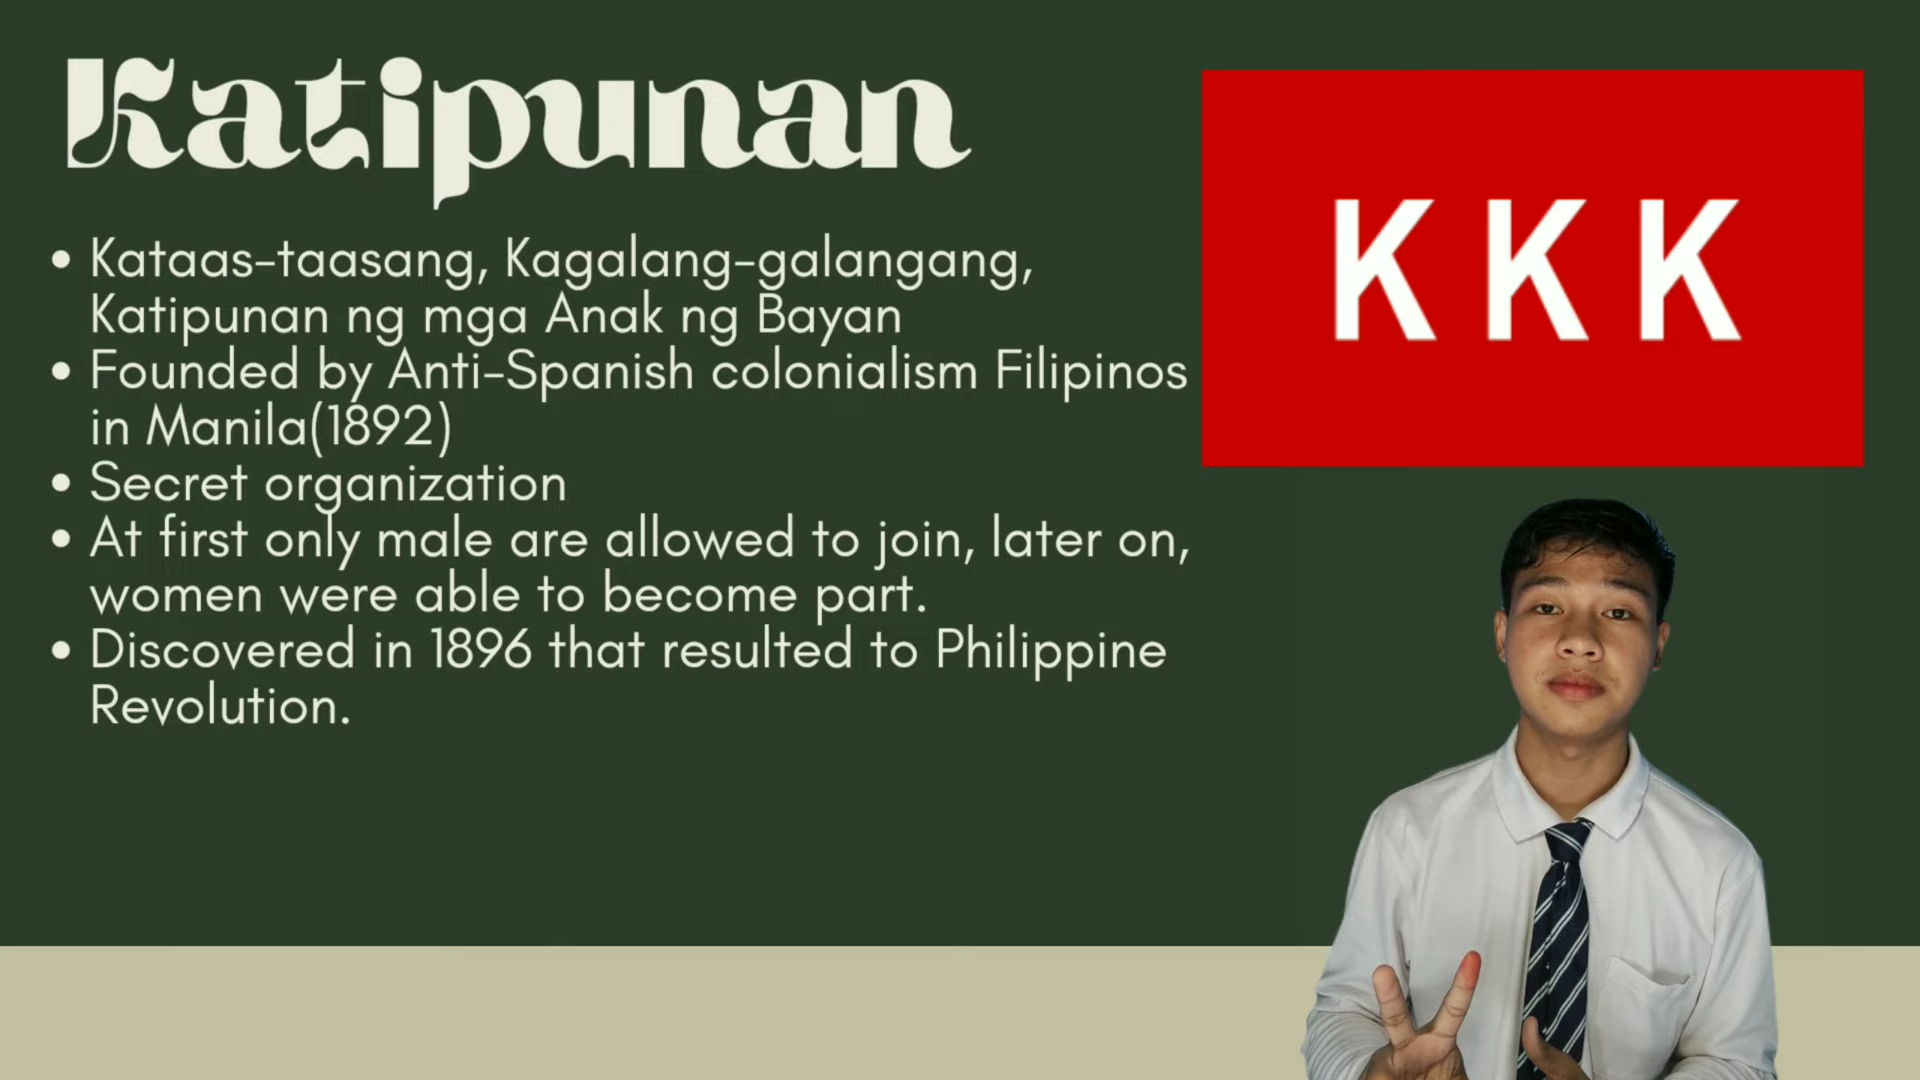 Katipunan
K K K
• Kataas-taasang, Kagalang-galangang,
Katipunan ng mga Anak ng Bayan
• Founded by Anti-Spanish colonialism Filipinos
in Manila(1892)
• Secret organization
• At first only male are allowed to join, later on,
women were able to become part.
• Discovered in 1896 that resulted to Philippine
Revolution.